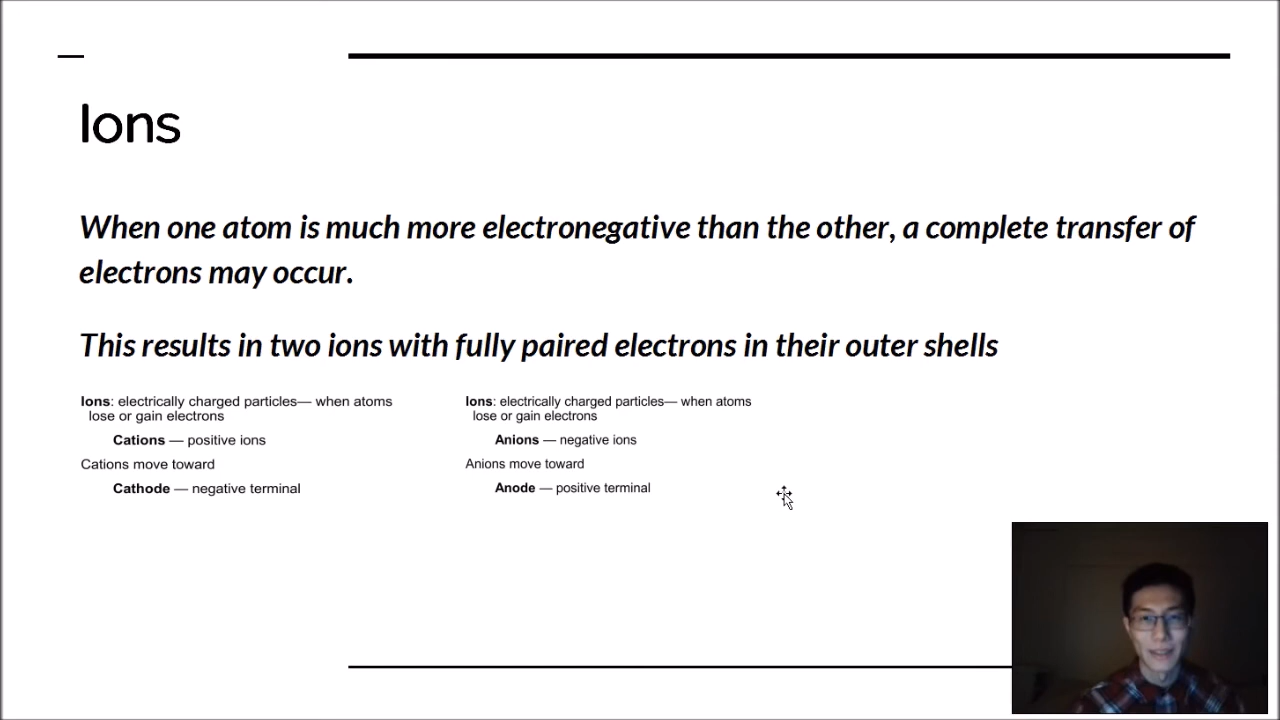 Ions
When one atom is much more electronegative than the other, a complete transfer of
electrons may occur.
This results in two ions with fully paired electrons in their outer shells
Ions: electrically charged particles— when atoms
lose or gain electrons
Cations — positive ions
Cations move toward
Cathode — negative terminal
Ions: electrically charged particles— when atoms
lose or gain electrons
Anions — negative ions
Anions move toward
Anode — positive terminal